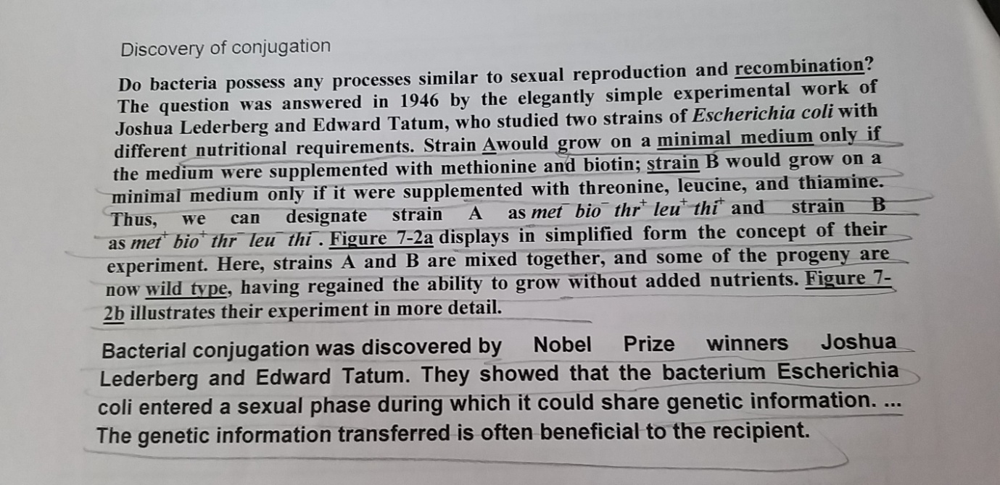 Discovery of conjugation
Do bacteria possess any processes similar to sexual reproduction and recombination?
The question was answered in 1946 by the elegantly simple experimental work of
Joshua Lederberg and Edward Tatum, who studied two strains of Escherichia coli with
different nutritional requirements. Strain Awould grow on a minimal medium only if
the medium were supplemented with methionine and biotin; strain B would grow on a
minimal medium only if it were supplemented with threonine, leucine, and thiamine.
Thus, we can designate strain A as met⁻ bio⁻ thr⁺ leu⁺ thi⁺ and strain B
as met⁺ bio⁺ thr⁻ leu⁻ thi⁻. Figure 7-2a displays in simplified form the concept of their
experiment. Here, strains A and B are mixed together, and some of the progeny are
now wild type, having regained the ability to grow without added nutrients. Figure 7-
2b illustrates their experiment in more detail.
Bacterial conjugation was discovered by Nobel Prize winners Joshua
Lederberg and Edward Tatum. They showed that the bacterium Escherichia
coli entered a sexual phase during which it could share genetic information. ...
The genetic information transferred is often beneficial to the recipient.